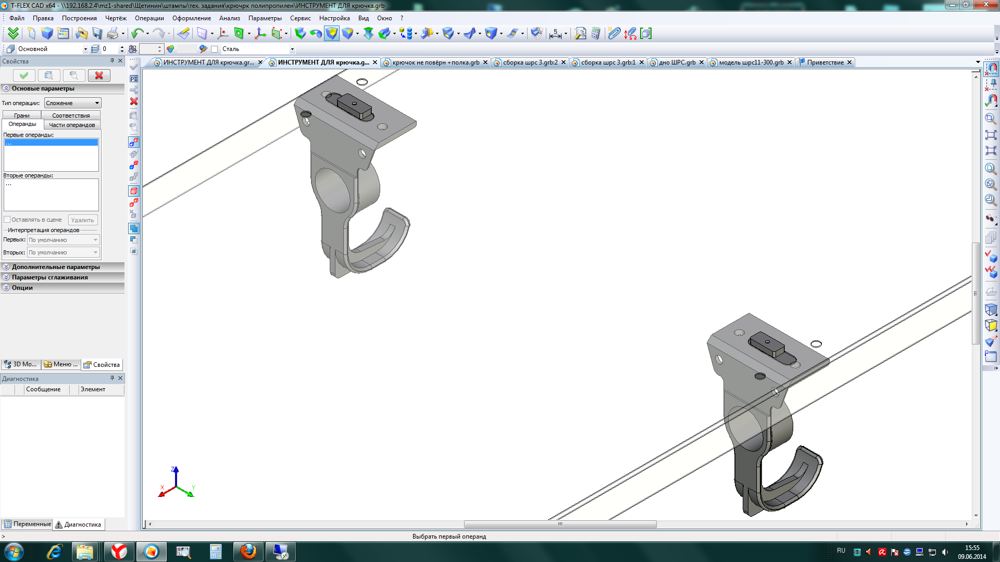 T-FLEX CAD x64 - \\192.168.2.4\mz1-shared\Щетинин\штампы\тех. задания\крючрк полипропилен\ИНСТРУМЕНТ ДЛЯ крючка.grb
Файл Правка Построения Чертёж Операции Оформление Анализ Параметры Сервис Настройка Вид Окно ?
5
Основной 0 Сталь
Свойства
ИНСТРУМЕНТ ДЛЯ крючка.gr... ИНСТРУМЕНТ ДЛЯ крючка.g... крючок не повёрн +полка.grb сборка шрс 3.grb:2 сборка шрс 3.grb:1 дно ШРС.grb модель шрс11-300.grb Приветствие
Основные параметры
Тип операции: Сложение
Грани Соответствия
Операнды Части операндов
Первые операнды:
...
Вторые операнды:
...
Оставлять в сцене Удалить
Интерпретация операндов
Первых: По умолчанию
Вторых: По умолчанию
Дополнительные параметры
Параметры сглаживания
Опции
3D Мо... Меню ... Свойства
Диагностика
Сообщение Элемент
Z
X Y
Переменные Диагностика
> Выбрать первый операнд
RU 15:55
09.06.2014